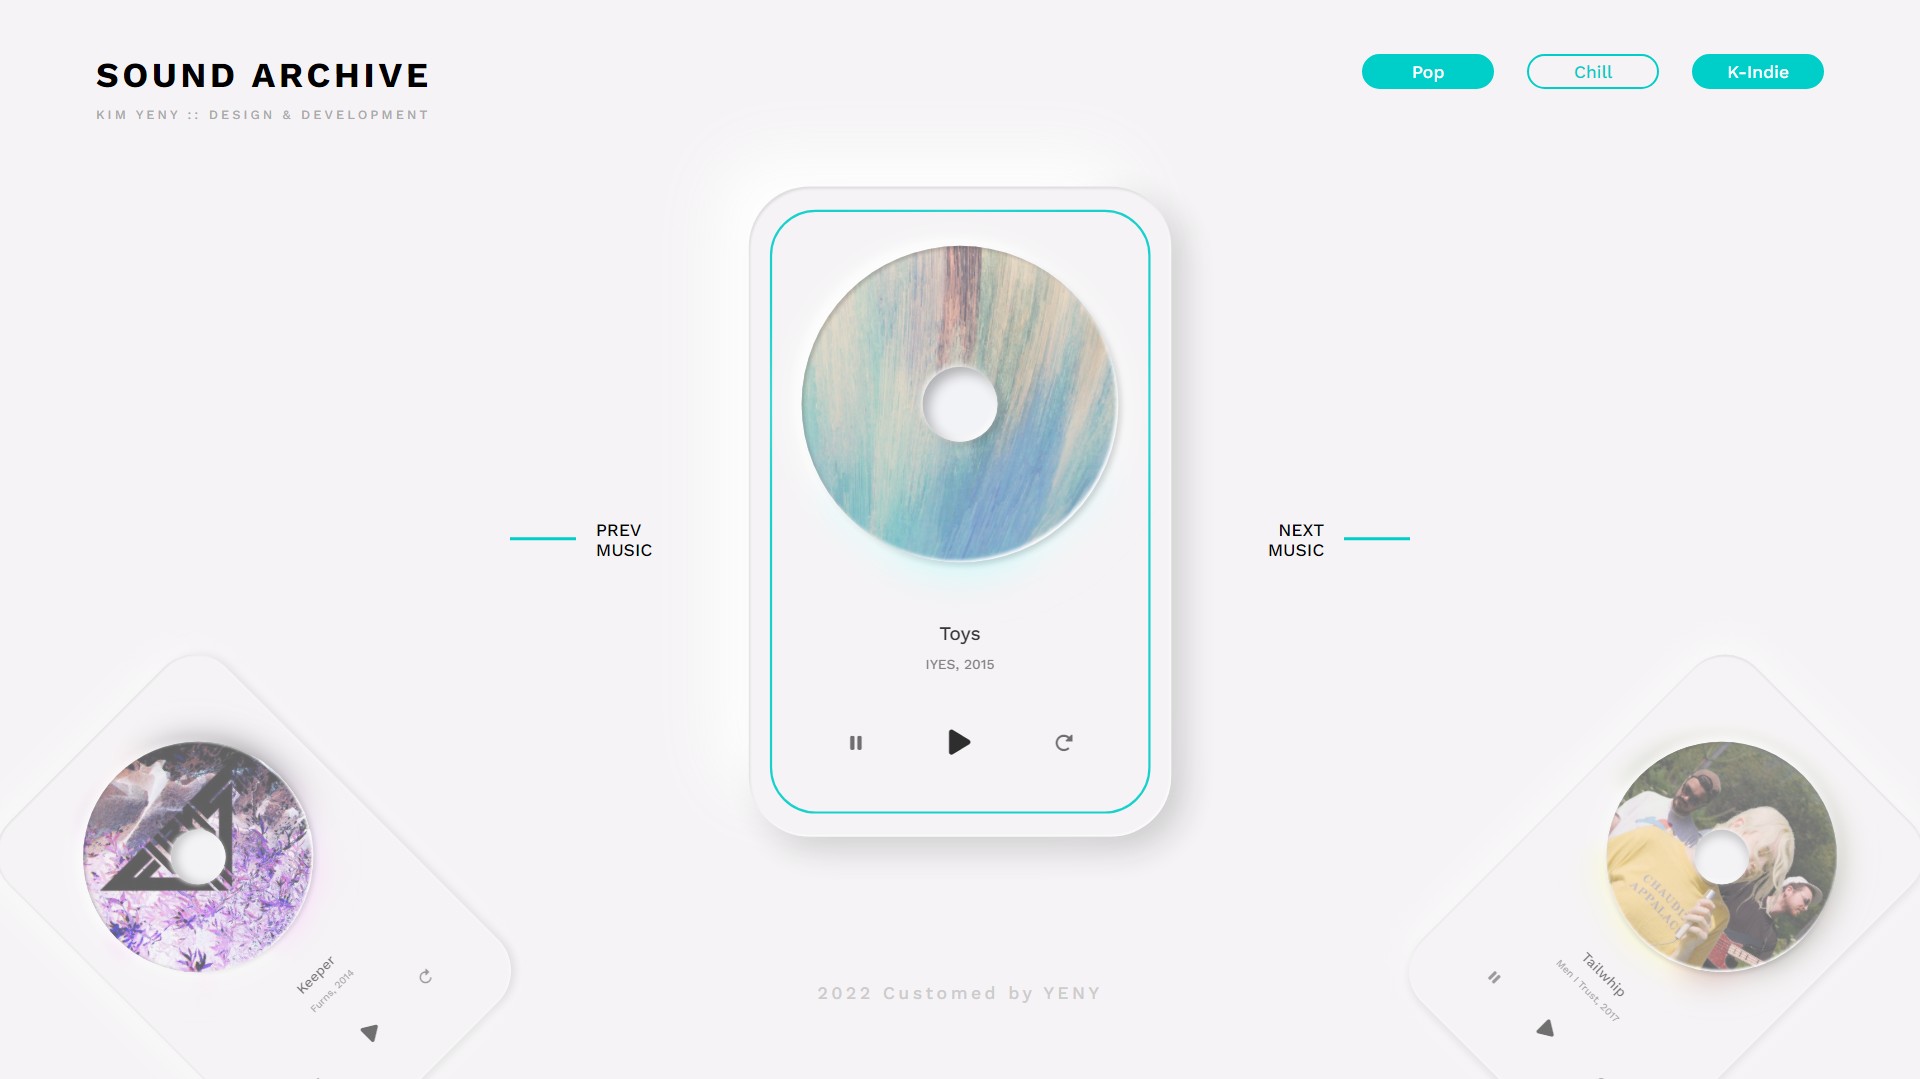 SOUND ARCHIVE
KIM YENY :: DESIGN & DEVELOPMENT
Pop
Chill
K-Indie
PREV
MUSIC
NEXT
MUSIC
Toys
IYES, 2015
Keeper
Furns, 2014
Tailwhip
Men I Trust, 2017
2022 Customed by YENY